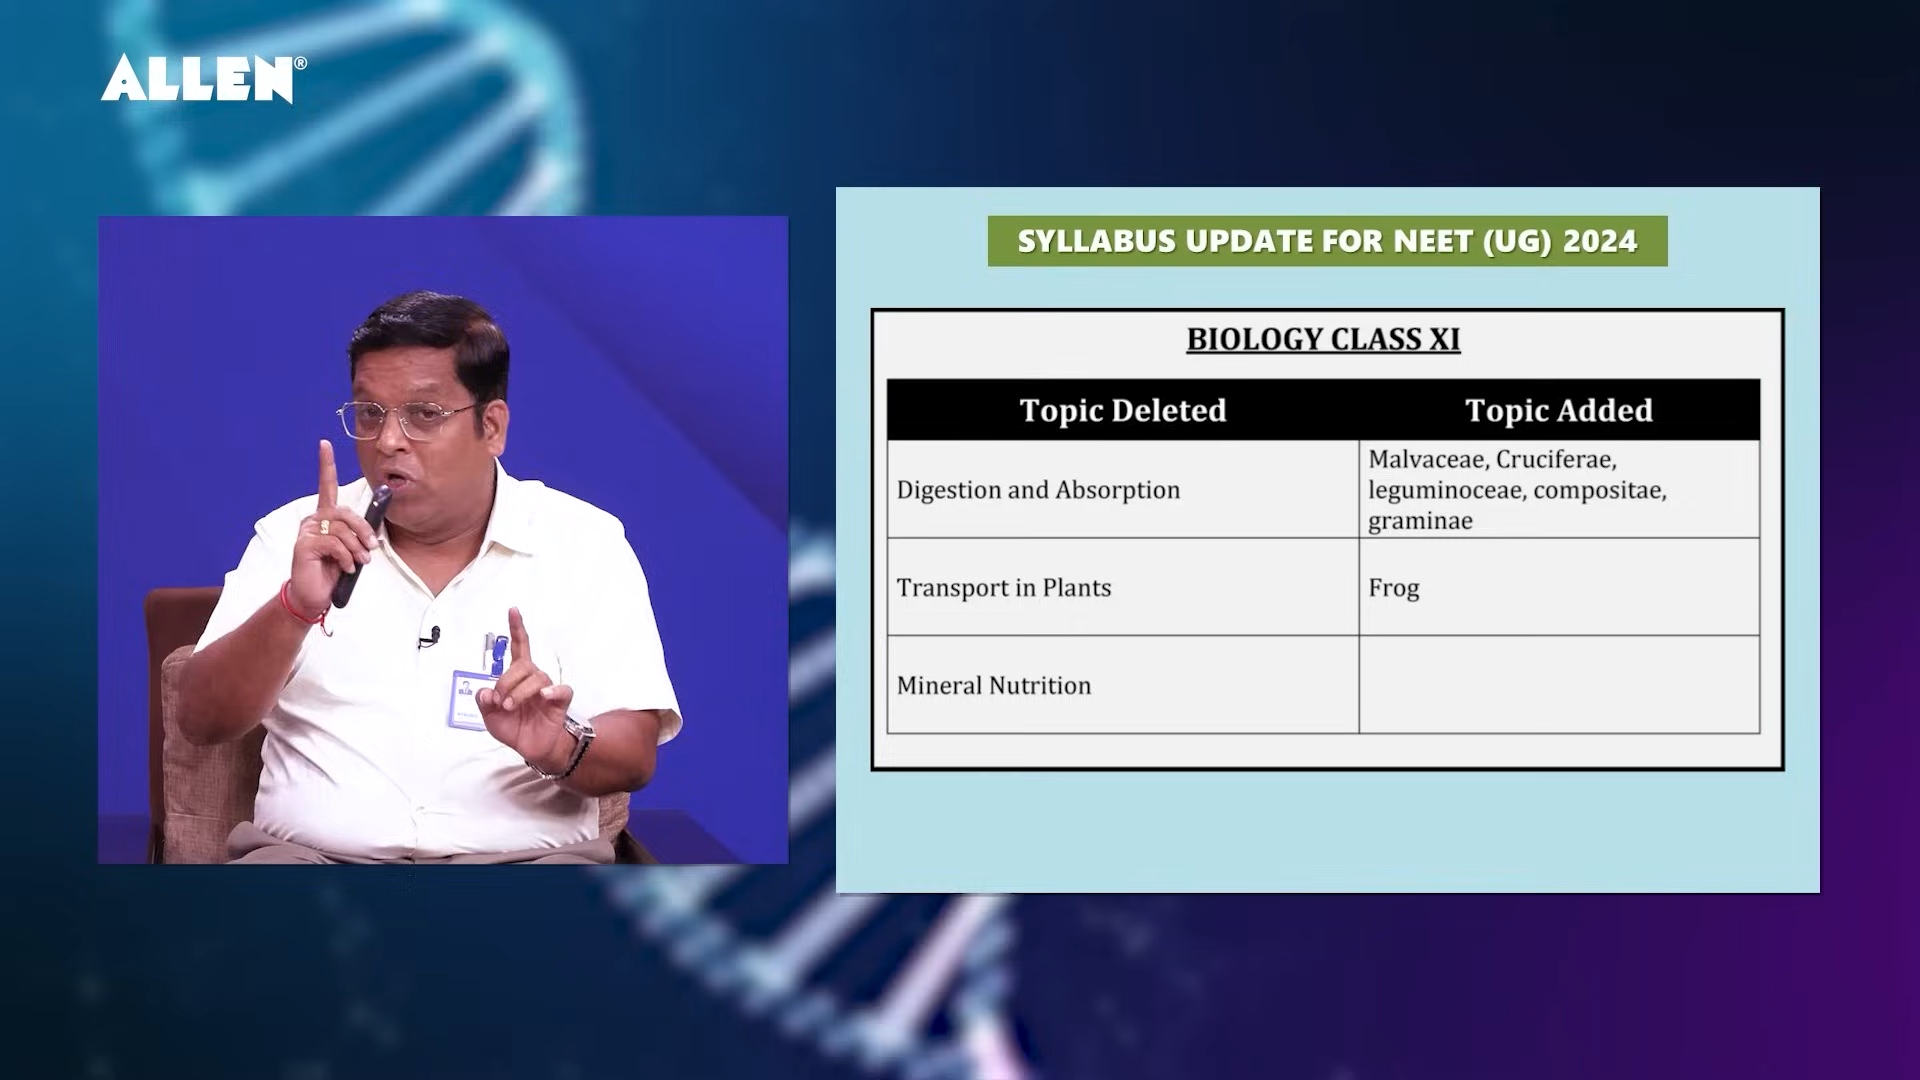 ALLEN®
SYLLABUS UPDATE FOR NEET (UG) 2024
BIOLOGY CLASS XI
Topic Deleted
Topic Added
Digestion and Absorption
Malvaceae, Cruciferae,
leguminoceae, compositae,
graminae
Transport in Plants
Frog
Mineral Nutrition